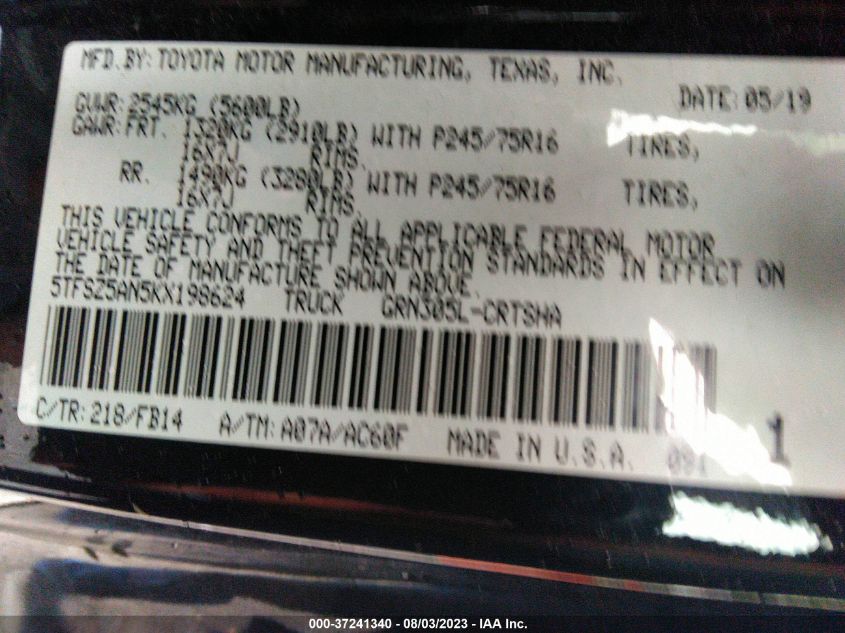 MFD.BY:TOYOTA MOTOR MANUFACTURING, TEXAS, INC.
DATE:05/19
GVWR:2545KG (5600LB)
GAWR:FRT. 1320KG (2910LB) WITH P245/75R16 TIRES,
16X7J RIMS.
RR. 1490KG (3280LB) WITH P245/75R16 TIRES,
16X7J RIMS.
THIS VEHICLE CONFORMS TO ALL APPLICABLE FEDERAL MOTOR
VEHICLE SAFETY AND THEFT PREVENTION STANDARDS IN EFFECT ON
THE DATE OF MANUFACTURE SHOWN ABOVE.
5TFSZ5AN5KX198624 TRUCK GRN305L-CRTSHA
C/TR:218/FB14 A/TM:A07A/AC60F MADE IN U.S.A. 091 1
000-37241340 - 08/03/2023 - IAA Inc.